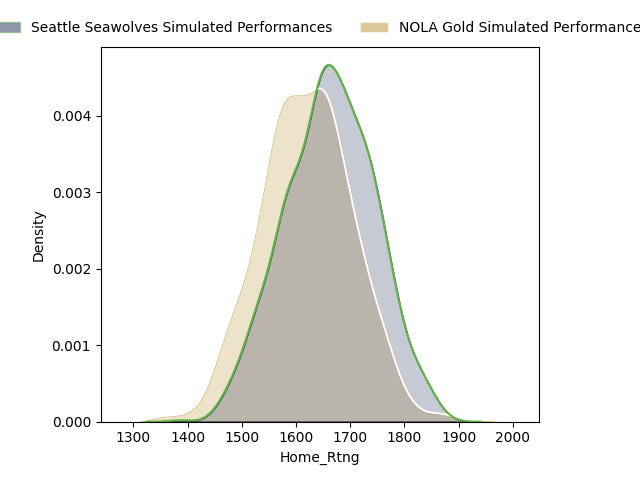 Seattle Seawolves Simulated Performances NOLA Gold Simulated Performance
0.004
0.003
0.002
0.001
0.000
Density
1300 1400 1500 1600 1700 1800 1900 2000
Home_Rtng